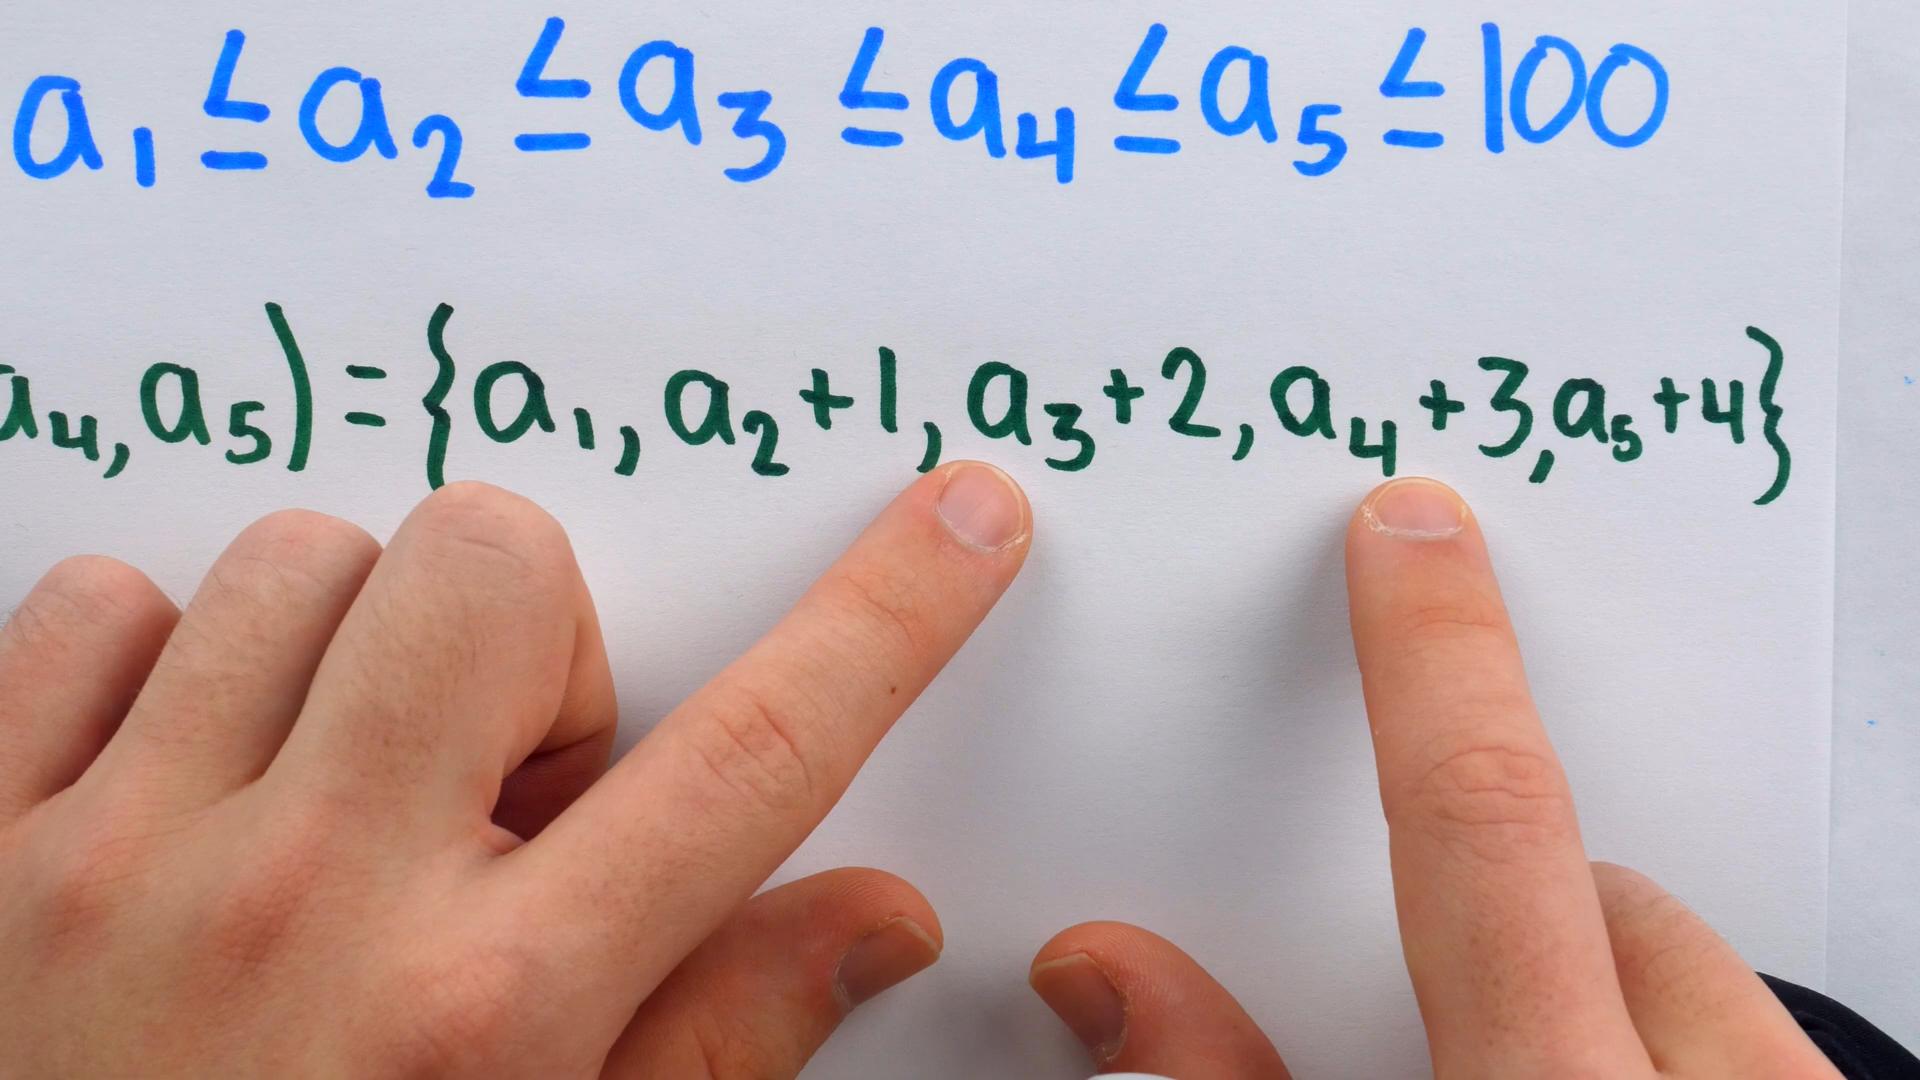 a₁ ≤ a₂ ≤ a₃ ≤ a₄ ≤ a₅ ≤ 100
a₄, a₅) = {a₁, a₂+1, a₃+2, a₄+3, a₅+4}